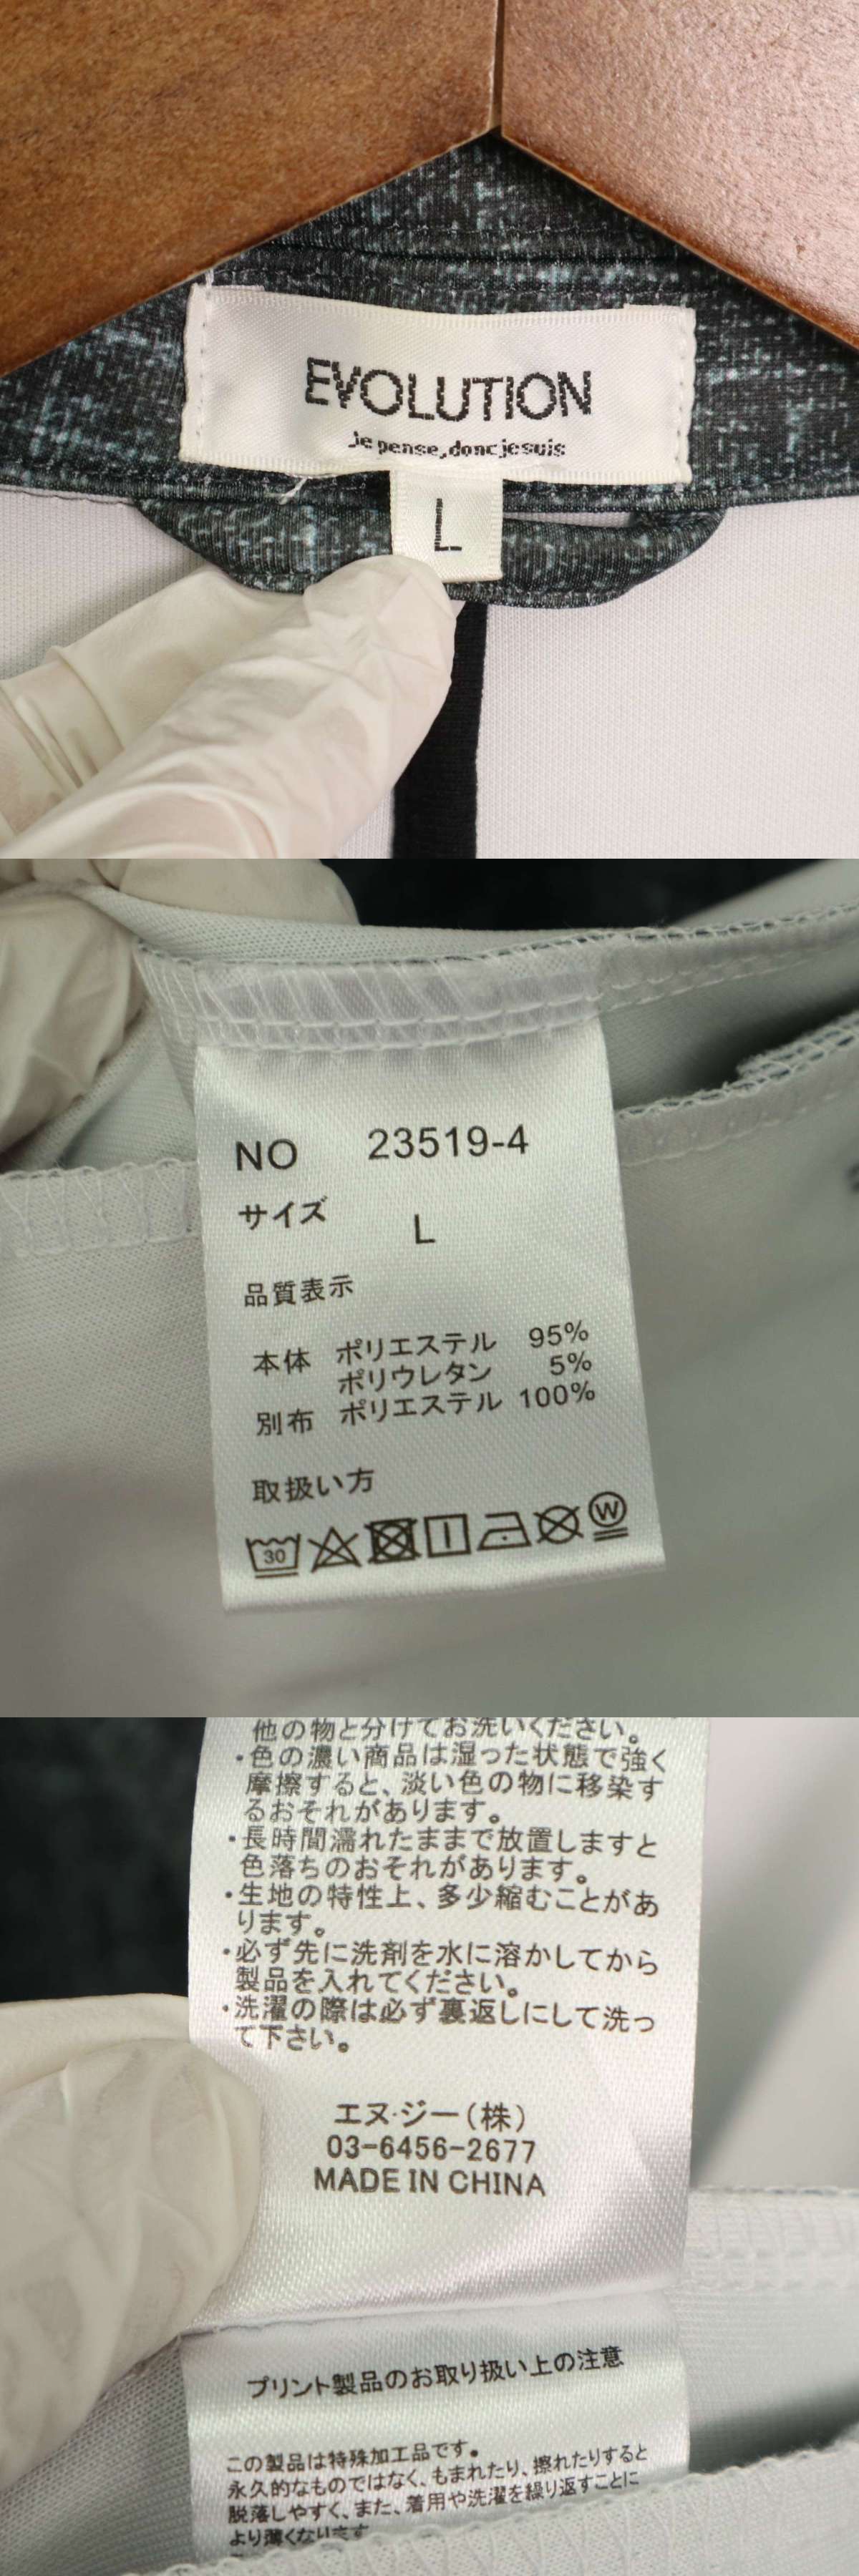 EVOLUTION
Je pense,donc je suis
L
NO 23519-4
サイズ
L
品質表示
本体 ポリエステル 95%
ポリウレタン 5%
別布 ポリエステル 100%
取扱い方
30
W
他の物と分けてお洗いください。
・色の濃い商品は湿った状態で強く
摩擦すると、淡い色の物に移染す
るおそれがあります。
・長時間濡れたままで放置しますと
色落ちのおそれがあります。
・生地の特性上、多少縮むことがあ
ります。
・必ず先に洗剤を水に溶かしてから
製品を入れてください。
・洗濯の際は必ず裏返しにして洗っ
て下さい。
エヌ・ジー(株)
03-6456-2677
MADE IN CHINA
プリント製品のお取り扱い上の注意
この製品は特殊加工品です。
永久的なものではなく、もまれたり、擦れたりすると
脱落しやすく、また、着用や洗濯を繰り返すことに
より薄くなります